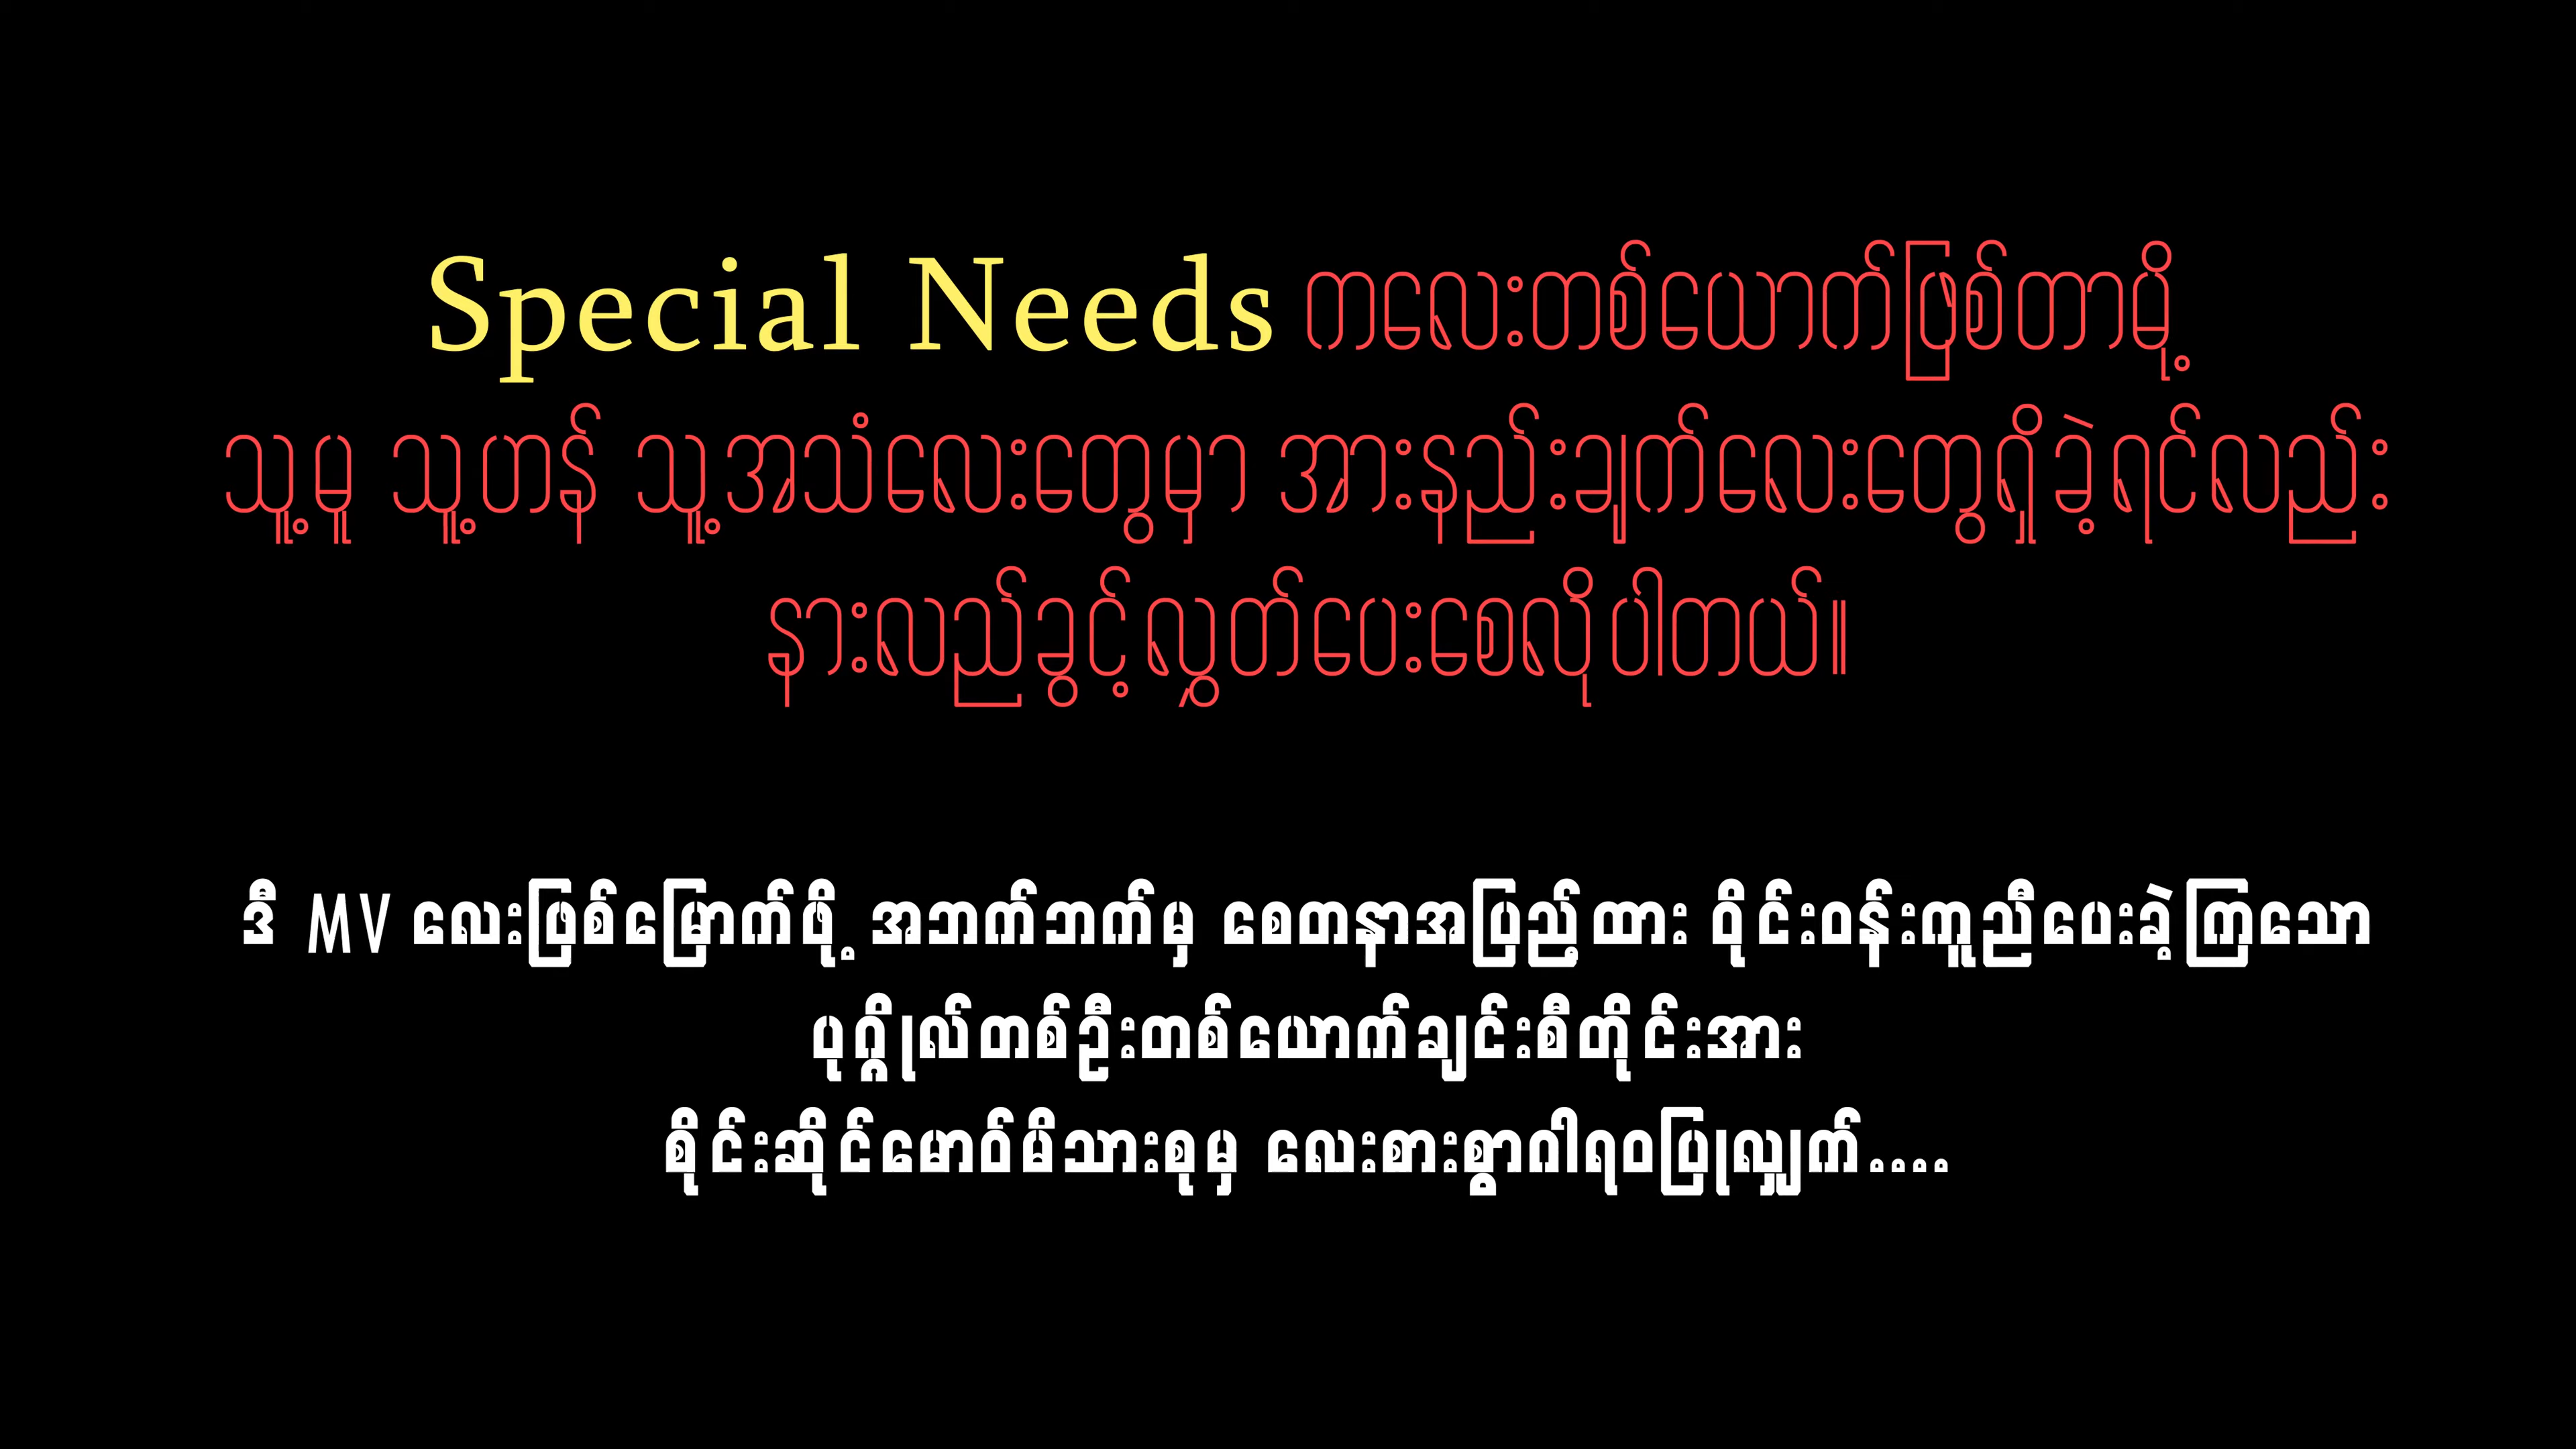 Special Needs ကလေးတစ်ယောက်ဖြစ်တာမို့
သူ့မူ သူ့ဟန် သူ့အသံလေးတွေမှာ အားနည်းချက်လေးတွေရှိခဲ့ရင်လည်း
နားလည်ခွင့်လွှတ်ပေးစေလိုပါတယ်။
ဒီ MV လေးဖြစ်မြောက်ဖို့ အဘက်ဘက်မှ စေတနာအပြည့်ထား ဝိုင်းဝန်းကူညီပေးခဲ့ကြသော
ပုဂ္ဂိုလ်တစ်ဦးတစ်ယောက်ချင်းစီတိုင်းအား
စိုင်းဆိုင်မောဝ်မိသားစုမှ လေးစားစွာဂါရဝပြုလျှက်....